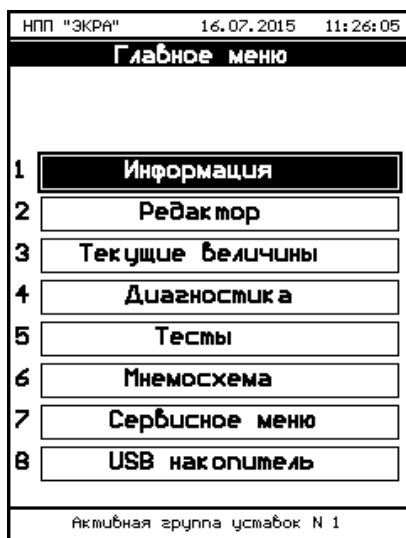 НПП "ЭКРА" 16.07.2015 11:26:05
Главное меню
1 Информация
2 Редактор
3 Текущие величины
4 Диагностика
5 Тесты
6 Мнемосхема
7 Сервисное меню
8 USB накопитель
Активная группа уставок N 1